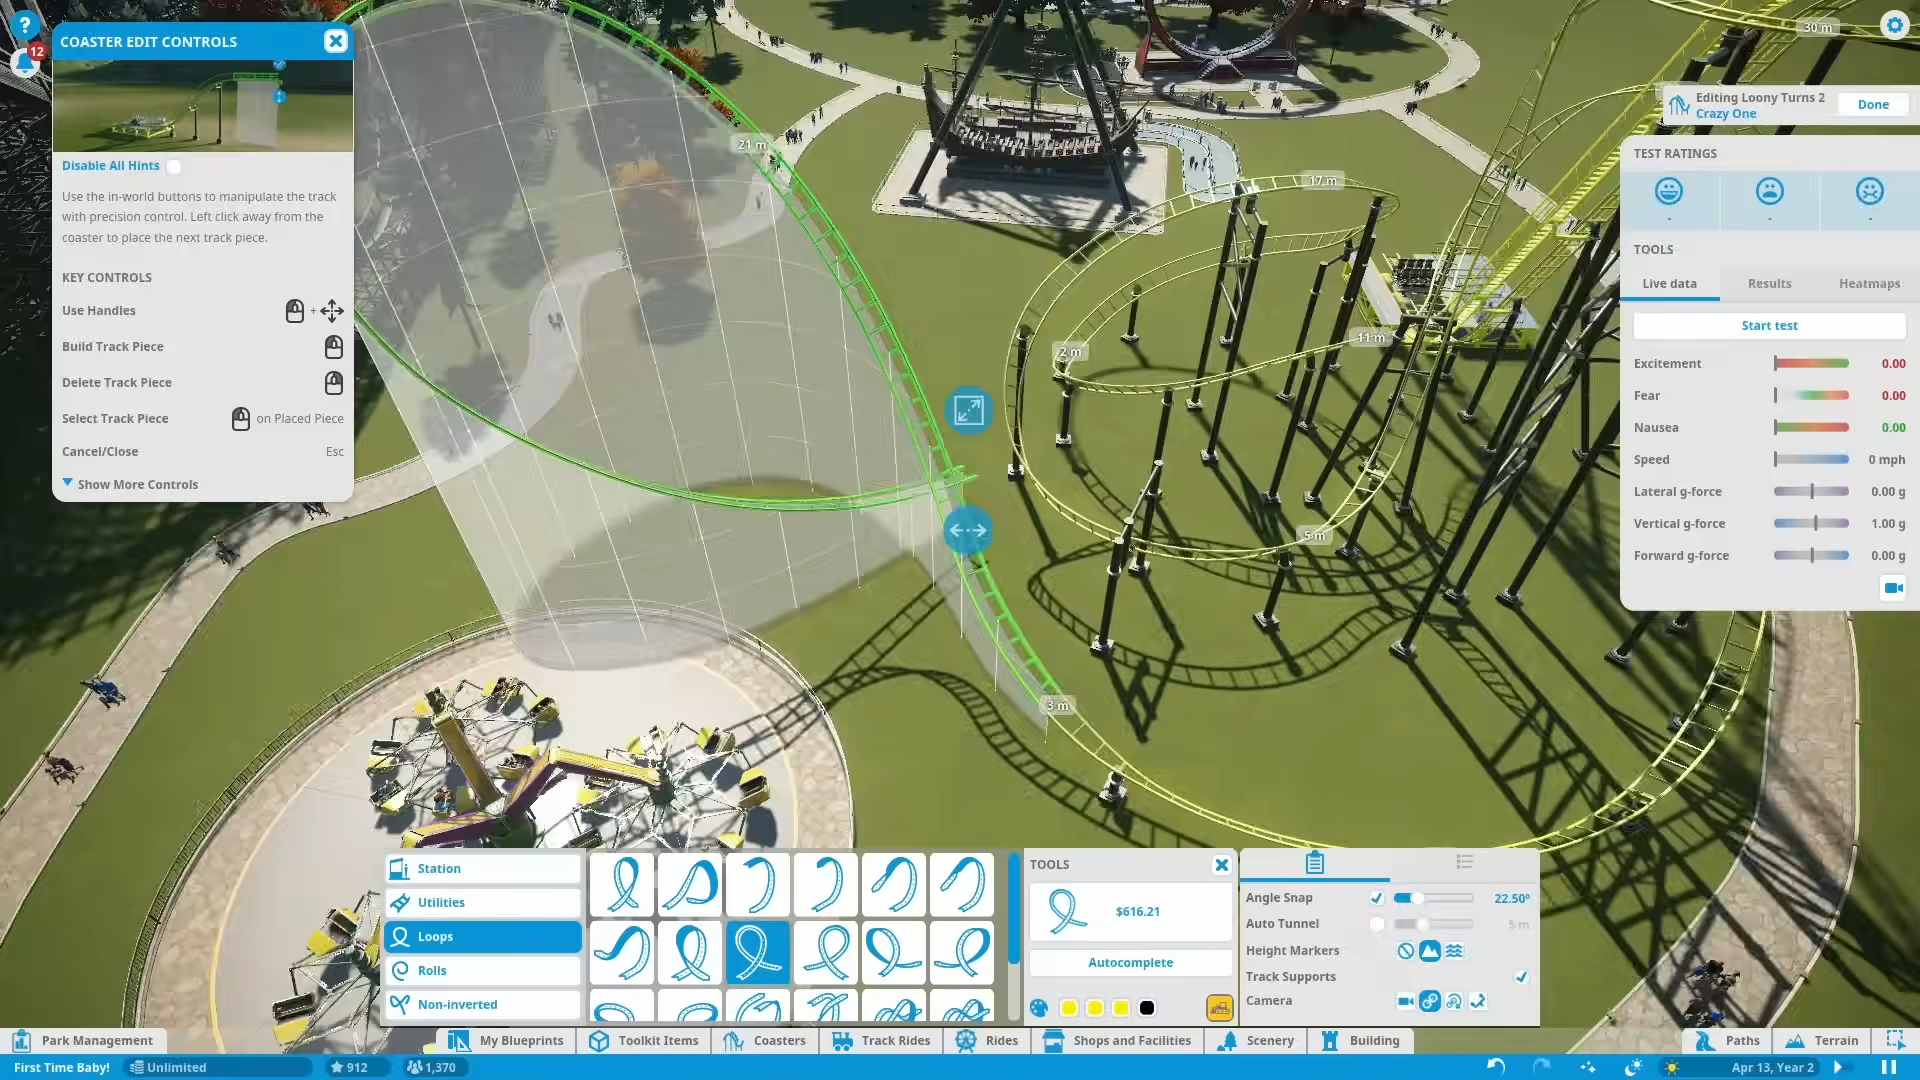 ?
12
COASTER EDIT CONTROLS
Disable All Hints
Use the in-world buttons to manipulate the track
with precision control. Left click away from the
coaster to place the next track piece.
KEY CONTROLS
Use Handles
+
Build Track Piece
Delete Track Piece
Select Track Piece
on Placed Piece
Cancel/Close
Esc
Show More Controls
21 m
17 m
30 m
2 m
11 m
5 m
3 m
Editing Loony Turns 2
Crazy One
Done
TEST RATINGS
- - -
TOOLS
Live data
Results
Heatmaps
Start test
Excitement 0.00
Fear 0.00
Nausea 0.00
Speed 0 mph
Lateral g-force 0.00 g
Vertical g-force 1.00 g
Forward g-force 0.00 g
Station
Utilities
Loops
Rolls
Non-inverted
TOOLS
$616.21
Autocomplete
Angle Snap 22.50º
Auto Tunnel 5 m
Height Markers
Track Supports
Camera
Park Management
My Blueprints
Toolkit Items
Coasters
Track Rides
Rides
Shops and Facilities
Scenery
Building
Paths
Terrain
First Time Baby!
Unlimited
912
1,370
Apr 13, Year 2